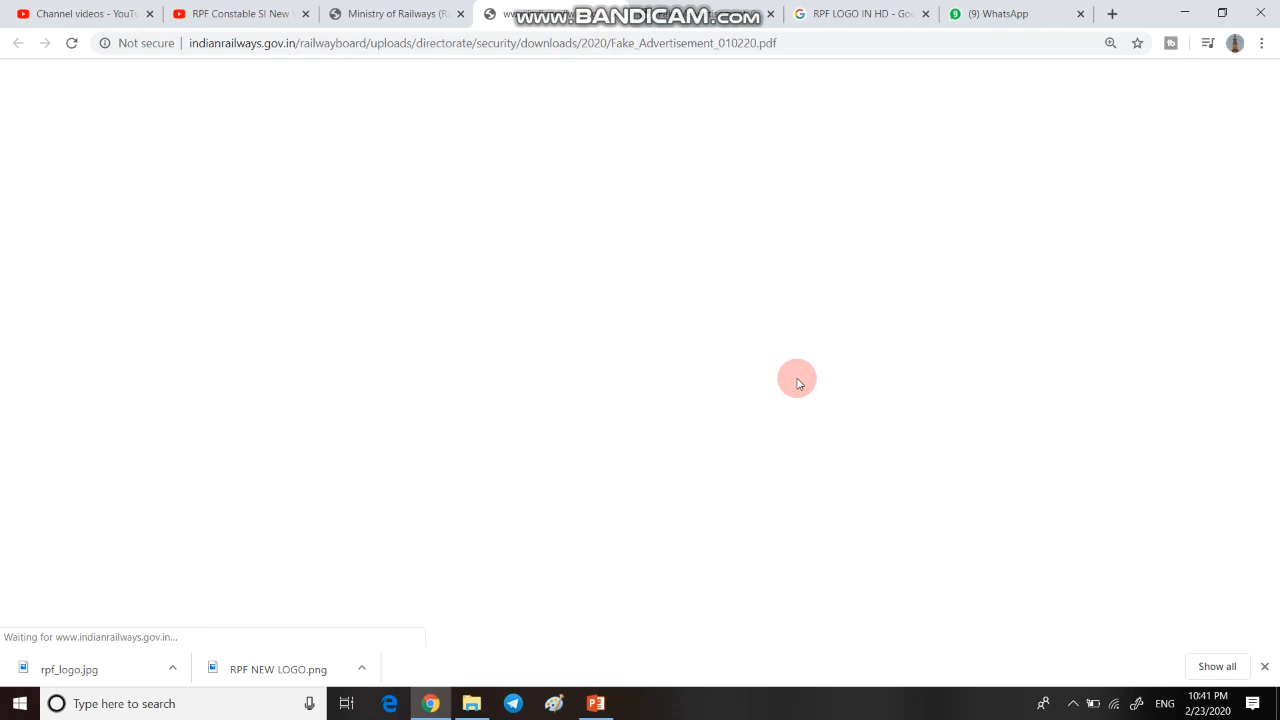 Channel videos - YouTu
RPF Constable SI New V
Ministry of Railways (Ra
www.BANDICAM.com
RPF LOGO IN HD - Goo
(9) WhatsApp
Not secure
indianrailways.gov.in/railwayboard/uploads/directorate/security/downloads/2020/Fake_Advertisement_010220.pdf
Waiting for www.indianrailways.gov.in...
rpf_logo.jpg
RPF NEW LOGO.png
Show all
Type here to search
ENG
10:41 PM
2/23/2020